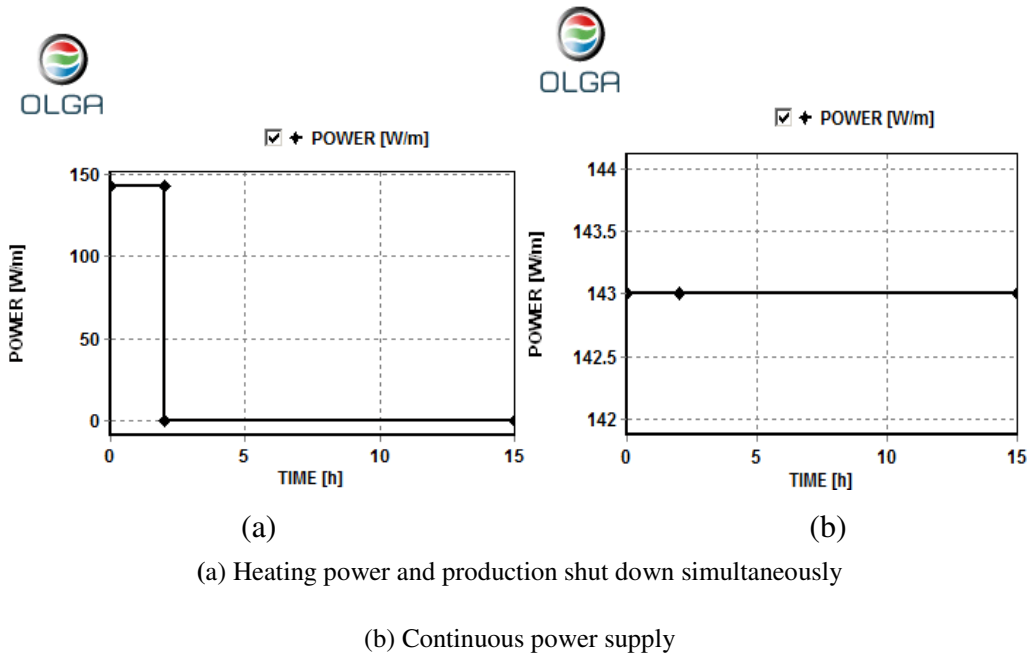 OLGA
POWER [W/m]
150
100
50
0
POWER [W/m]
0 5 10 15
TIME [h]
(a)
OLGA
POWER [W/m]
144
143.5
143
142.5
142
POWER [W/m]
0 5 10 15
TIME [h]
(b)
(a) Heating power and production shut down simultaneously
(b) Continuous power supply